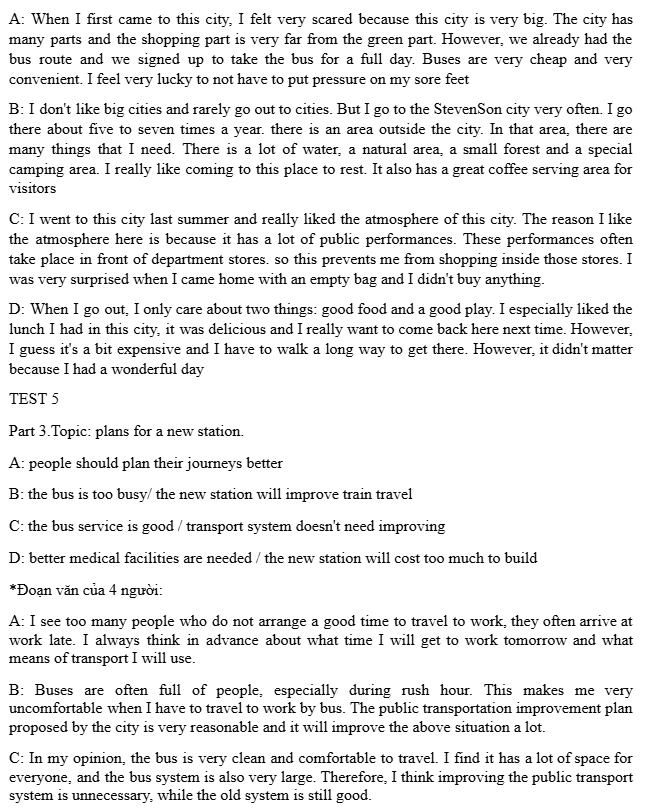 A: When I first came to this city, I felt very scared because this city is very big. The city has
many parts and the shopping part is very far from the green part. However, we already had the
bus route and we signed up to take the bus for a full day. Buses are very cheap and very
convenient. I feel very lucky to not have to put pressure on my sore feet
B: I don't like big cities and rarely go out to cities. But I go to the StevenSon city very often. I go
there about five to seven times a year. there is an area outside the city. In that area, there are
many things that I need. There is a lot of water, a natural area, a small forest and a special
camping area. I really like coming to this place to rest. It also has a great coffee serving area for
visitors
C: I went to this city last summer and really liked the atmosphere of this city. The reason I like
the atmosphere here is because it has a lot of public performances. These performances often
take place in front of department stores. so this prevents me from shopping inside those stores. I
was very surprised when I came home with an empty bag and I didn't buy anything.
D: When I go out, I only care about two things: good food and a good play. I especially liked the
lunch I had in this city, it was delicious and I really want to come back here next time. However,
I guess it's a bit expensive and I have to walk a long way to get there. However, it didn't matter
because I had a wonderful day
TEST 5
Part 3.Topic: plans for a new station.
A: people should plan their journeys better
B: the bus is too busy/ the new station will improve train travel
C: the bus service is good / transport system doesn't need improving
D: better medical facilities are needed / the new station will cost too much to build
*Đoạn văn của 4 người:
A: I see too many people who do not arrange a good time to travel to work, they often arrive at
work late. I always think in advance about what time I will get to work tomorrow and what
means of transport I will use.
B: Buses are often full of people, especially during rush hour. This makes me very
uncomfortable when I have to travel to work by bus. The public transportation improvement plan
proposed by the city is very reasonable and it will improve the above situation a lot.
C: In my opinion, the bus is very clean and comfortable to travel. I find it has a lot of space for
everyone, and the bus system is also very large. Therefore, I think improving the public transport
system is unnecessary, while the old system is still good.